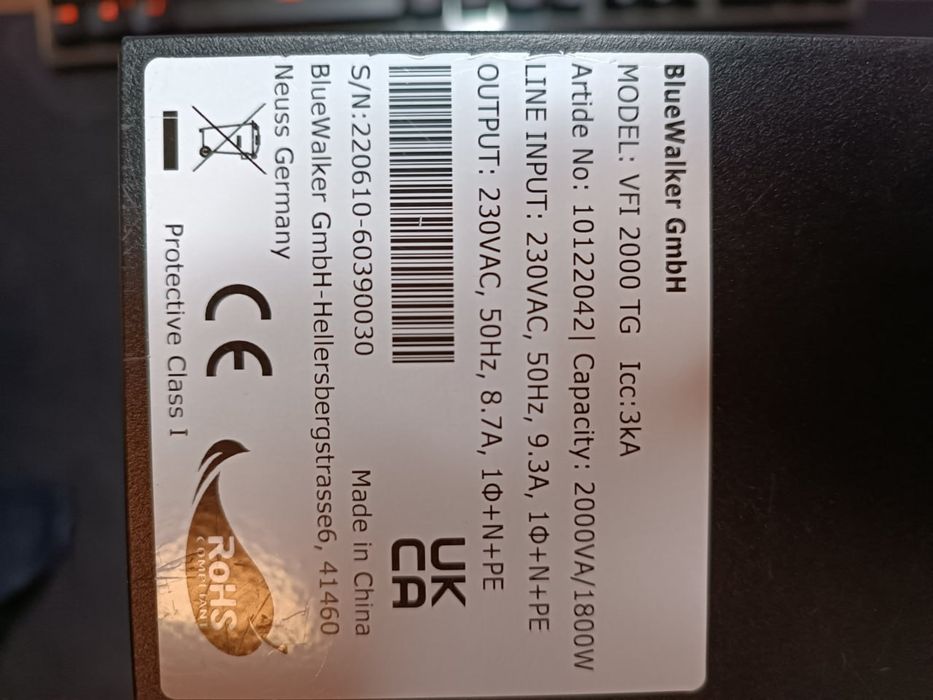 BlueWalker GmbH
MODEL: VFI 2000 TG Icc:3kA
Artide No: 10122042| Capacity: 2000VA/1800W
LINE INPUT: 230VAC, 50Hz, 9.3A, 1Φ+N+PE
OUTPUT: 230VAC, 50Hz, 8.7A, 1Φ+N+PE
UK
CA
S/N:220610-60390030 Made in China
BlueWalker GmbH-Hellersbergstrasse6, 41460
Neuss Germany
CE
RoHS
COMPLIANT
Protective Class I